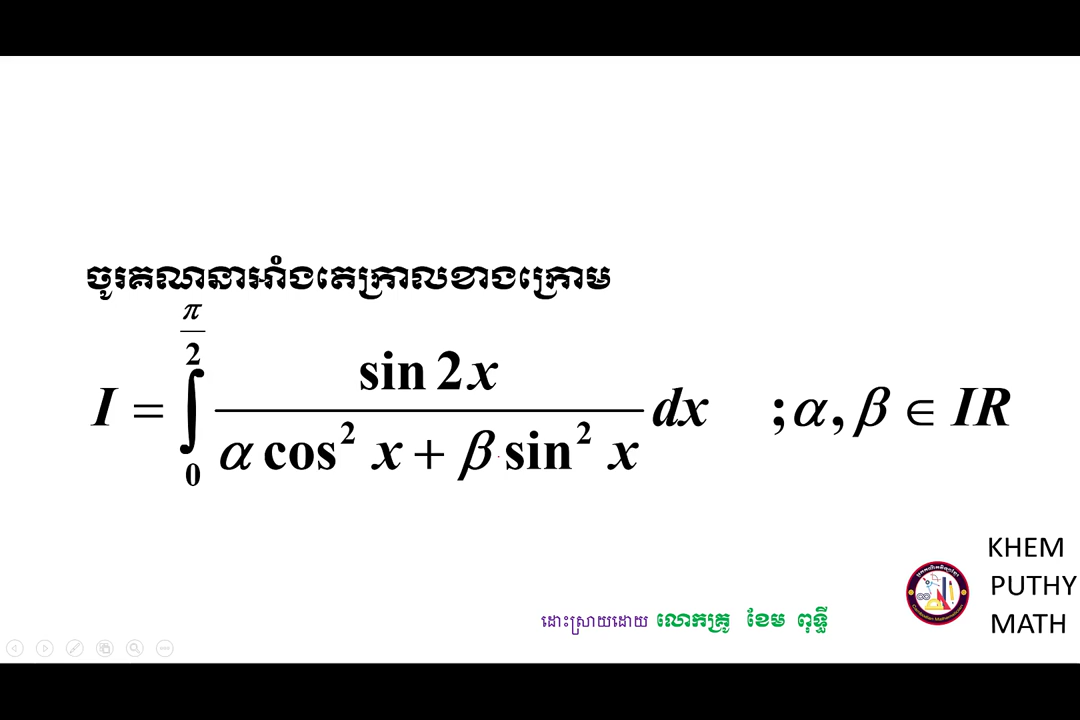 ចូរគណនាអាំងតេក្រាលខាងក្រោម
I = ∫₀^{π/2} \frac{sin 2x}{α cos² x + β sin² x} dx ; α, β ∈ IR
KHEM
PUTHY
MATH
ដោះស្រាយដោយ លោកគ្រូ ខែម ពុទ្ធី